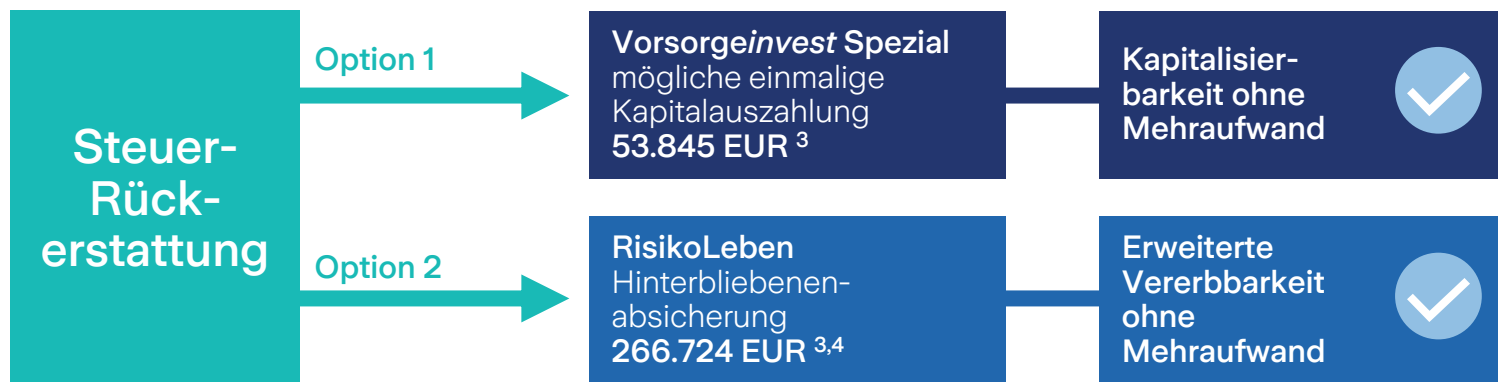 Steuer-
Rück-
erstattung
Option 1
Vorsorgeinvest Spezial
mögliche einmalige
Kapitalauszahlung
53.845 EUR ³
Kapitalisier-
barkeit ohne
Mehraufwand
Option 2
RisikoLeben
Hinterbliebenen-
absicherung
266.724 EUR ³,⁴
Erweiterte
Vererbbarkeit
ohne
Mehraufwand